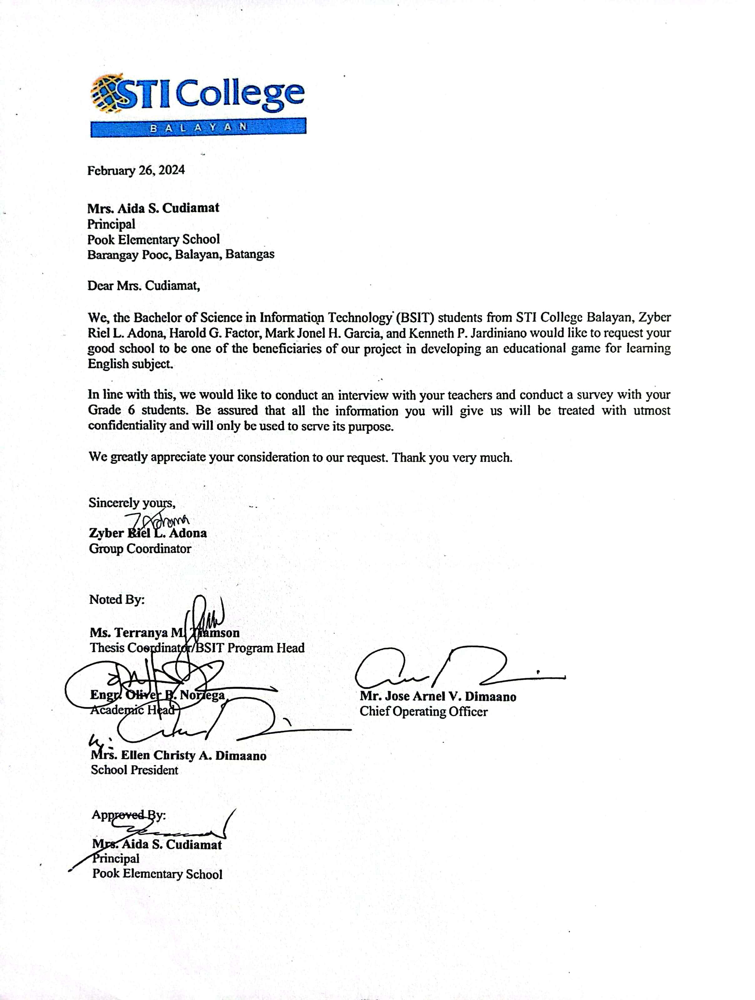 STI College
BALAYAN
February 26, 2024
Mrs. Aida S. Cudiamat
Principal
Pook Elementary School
Barangay Pooc, Balayan, Batangas
Dear Mrs. Cudiamat,
We, the Bachelor of Science in Information Technology (BSIT) students from STI College Balayan, Zyber
Riel L. Adona, Harold G. Factor, Mark Jonel H. Garcia, and Kenneth P. Jardiniano would like to request your
good school to be one of the beneficiaries of our project in developing an educational game for learning
English subject.
In line with this, we would like to conduct an interview with your teachers and conduct a survey with your
Grade 6 students. Be assured that all the information you will give us will be treated with utmost
confidentiality and will only be used to serve its purpose.
We greatly appreciate your consideration to our request. Thank you very much.
Sincerely yours,
ZAdona
Zyber Riel L. Adona
Group Coordinator
Noted By:
Ms. Terranya M. Tiamson
Thesis Coordinator/BSIT Program Head
Engr. Oliver B. Noriega
Academic Head
Mr. Jose Arnel V. Dimaano
Chief Operating Officer
Mrs. Ellen Christy A. Dimaano
School President
Approved By:
Mrs. Aida S. Cudiamat
Principal
Pook Elementary School